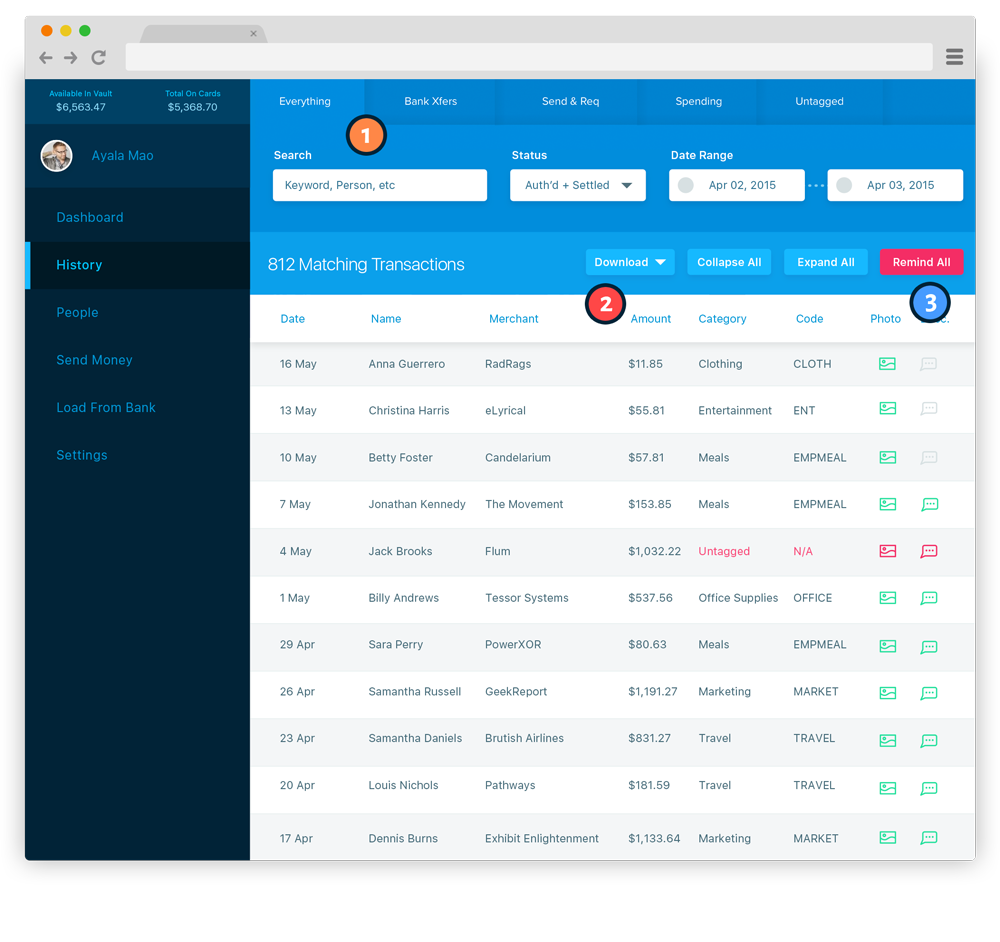 Available In Vault Total On Cards
$6,563.47 $5,368.70
Everything Bank Xfers Send & Req Spending Untagged
1
Ayala Mao
Search Status Date Range
Keyword, Person, etc Auth'd + Settled Apr 02, 2015 Apr 03, 2015
Dashboard
History
People
Send Money
Load From Bank
Settings
812 Matching Transactions Download Collapse All Expand All Remind All
2 3
Date Name Merchant Amount Category Code Photo
16 May Anna Guerrero RadRags $11.85 Clothing CLOTH
13 May Christina Harris eLyrical $55.81 Entertainment ENT
10 May Betty Foster Candelarium $57.81 Meals EMPMEAL
7 May Jonathan Kennedy The Movement $153.85 Meals EMPMEAL
4 May Jack Brooks Flum $1,032.22 Untagged N/A
1 May Billy Andrews Tessor Systems $537.56 Office Supplies OFFICE
29 Apr Sara Perry PowerXOR $80.63 Meals EMPMEAL
26 Apr Samantha Russell GeekReport $1,191.27 Marketing MARKET
23 Apr Samantha Daniels Brutish Airlines $831.27 Travel TRAVEL
20 Apr Louis Nichols Pathways $181.59 Travel TRAVEL
17 Apr Dennis Burns Exhibit Enlightenment $1,133.64 Marketing MARKET